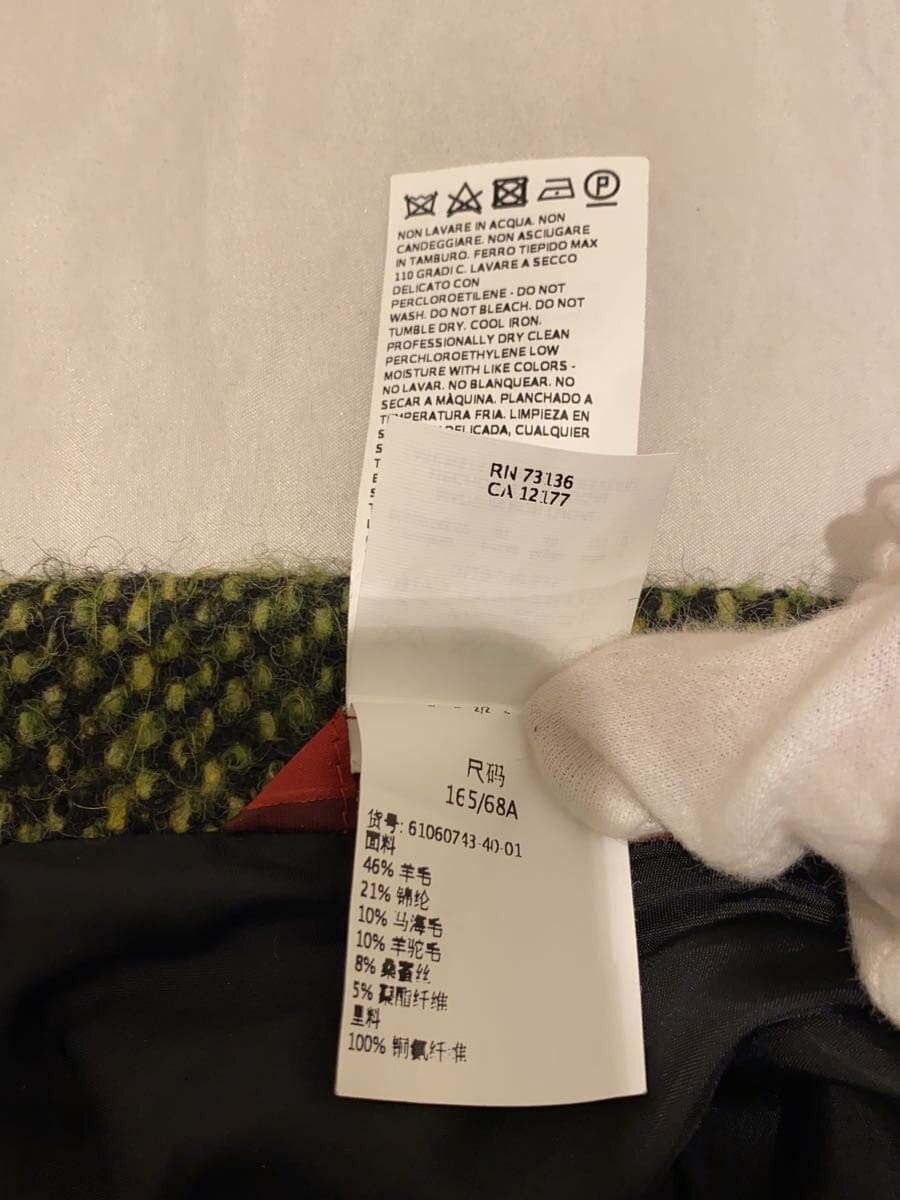 NON LAVARE IN ACQUA. NON
CANDEGGIARE. NON ASCIUGARE
IN TAMBURO. FERRO TIEPIDO MAX
110 GRADI C. LAVARE A SECCO
DELICATO CON
PERCLOROETILENE - DO NOT
WASH. DO NOT BLEACH. DO NOT
TUMBLE DRY. COOL IRON.
PROFESSIONALLY DRY CLEAN
PERCHLOROETHYLENE LOW
MOISTURE WITH LIKE COLORS -
NO LAVAR. NO BLANQUEAR. NO
SECAR A MÀQUINA. PLANCHADO A
TEMPERATURA FRIA. LIMPIEZA EN
DELICADA, CUALQUIER
RN 73136
CA 12177
2/2
尺码
165/68A
货号: 61060743-40-01
面料
46% 羊毛
21% 锦纶
10% 马海毛
10% 羊驼毛
8% 桑蚕丝
5% 聚酯纤维
里料
100% 铜氨纤维